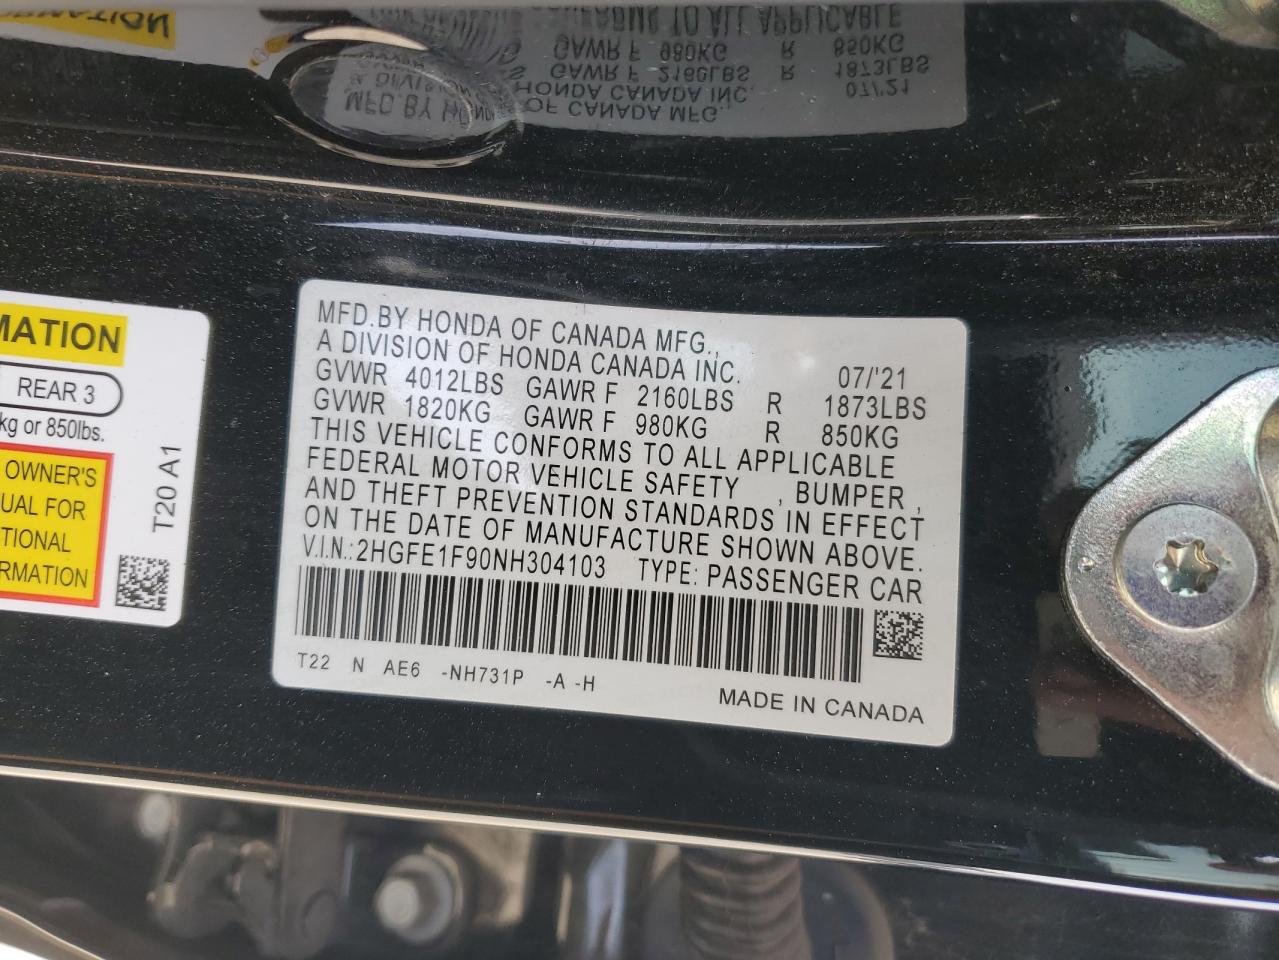 MATION
REAR 3
kg or 850lbs.
OWNER'S
UAL FOR
TIONAL
RMATION
T20 A1
MFD.BY HONDA OF CANADA MFG.,
A DIVISION OF HONDA CANADA INC. 07/'21
GVWR 4012LBS GAWR F 2160LBS R 1873LBS
GVWR 1820KG GAWR F 980KG R 850KG
THIS VEHICLE CONFORMS TO ALL APPLICABLE
FEDERAL MOTOR VEHICLE SAFETY , BUMPER ,
AND THEFT PREVENTION STANDARDS IN EFFECT
ON THE DATE OF MANUFACTURE SHOWN ABOVE.
V.I.N.:2HGFE1F90NH304103 TYPE: PASSENGER CAR
T22 N AE6 -NH731P -A -H
MADE IN CANADA